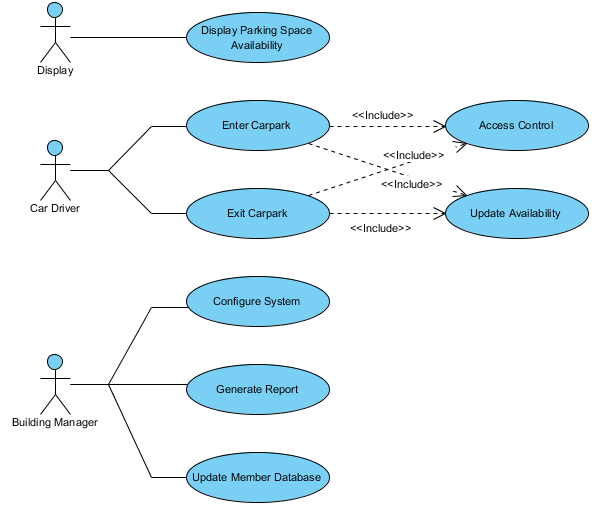 Display Parking Space
Availability
Display
Enter Carpark
<<Include>>
Access Control
<<Include>>
Car Driver
<<Include>>
Exit Carpark
Update Availability
<<Include>>
Configure System
Generate Report
Building Manager
Update Member Database